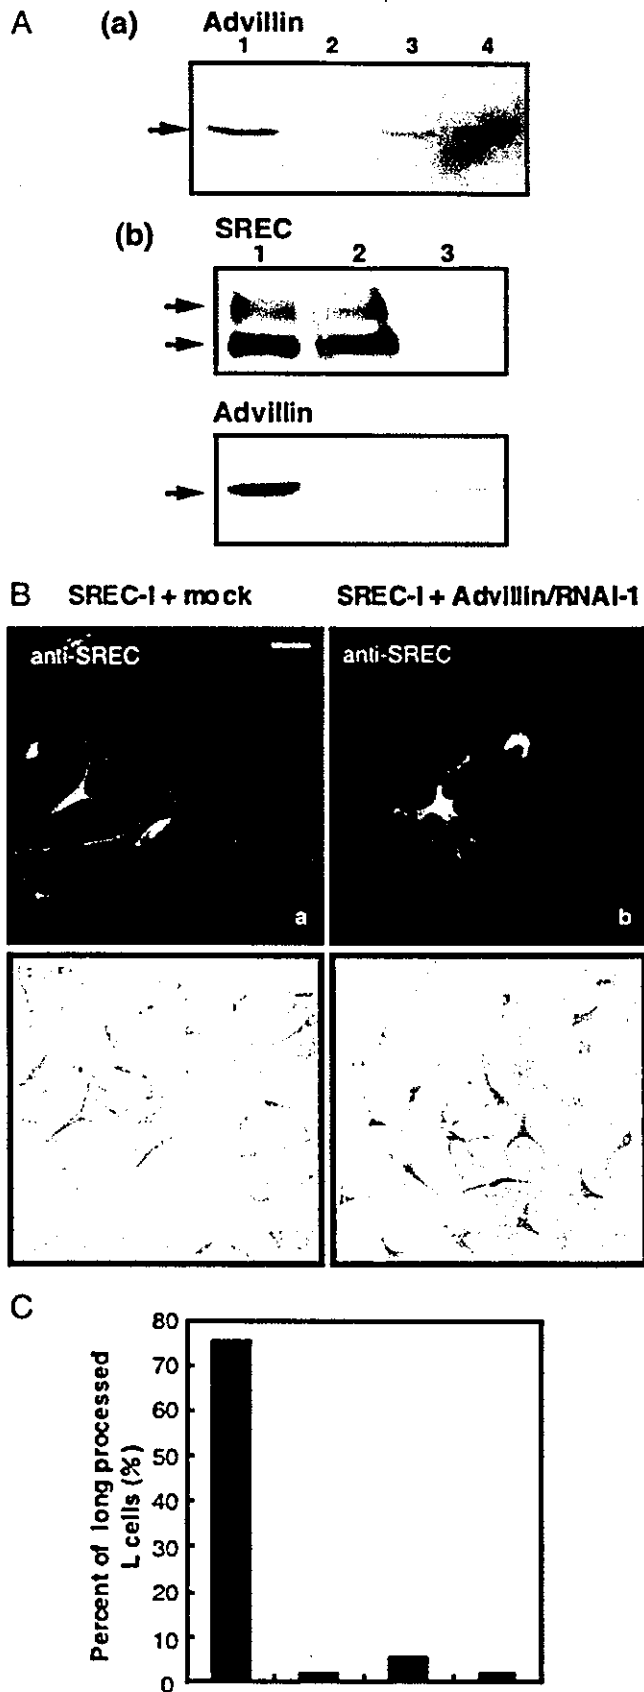 A (a) Advillin
1 2 3 4
(b) SREC
1 2 3
Advillin
B SREC-I + mock SREC-I + Advillin/RNAI-1
anti-SREC anti-SREC
a b
C
Percent of long processed
L cells (%)
80
70
60
50
40
30
20
10
0